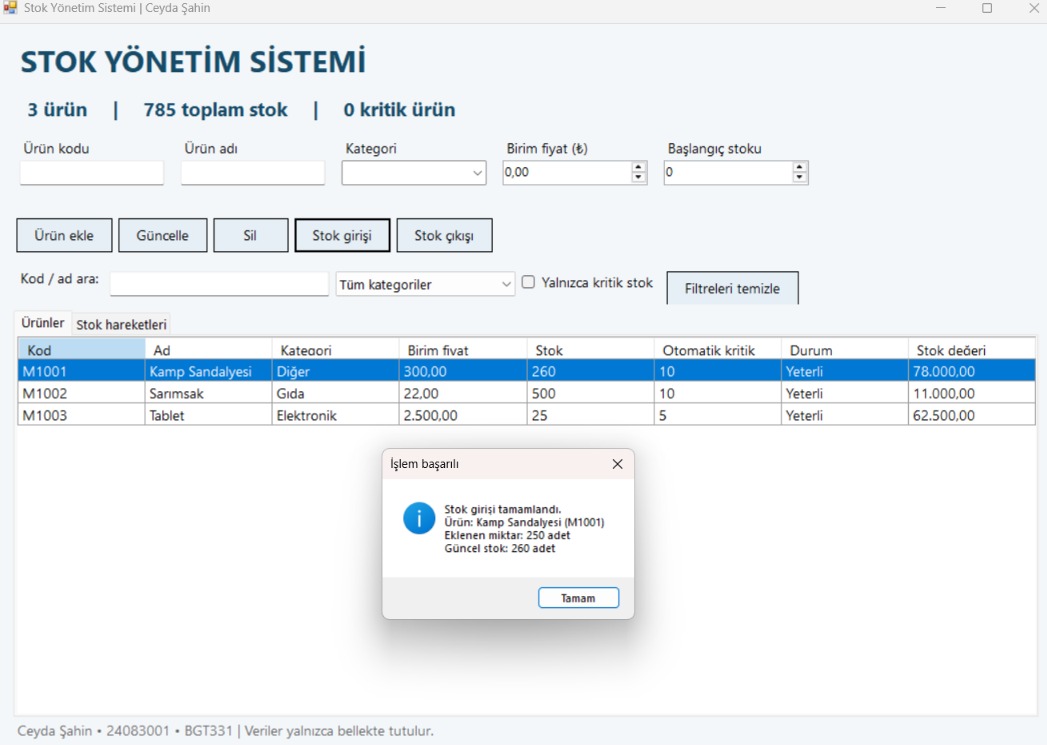 Stok Yönetim Sistemi | Ceyda Şahin
STOK YÖNETİM SİSTEMİ
3 ürün | 785 toplam stok | 0 kritik ürün
Ürün kodu Ürün adı Kategori Birim fiyat (₺) Başlangıç stoku
0,00 0
Ürün ekle Güncelle Sil Stok girişi Stok çıkışı
Kod / ad ara: Tüm kategoriler Yalnızca kritik stok Filtreleri temizle
Ürünler Stok hareketleri
Kod Ad Kategori Birim fiyat Stok Otomatik kritik Durum Stok değeri
M1001 Kamp Sandalyesi Diğer 300,00 260 10 Yeterli 78.000,00
M1002 Sarımsak Gıda 22,00 500 10 Yeterli 11.000,00
M1003 Tablet Elektronik 2.500,00 25 5 Yeterli 62.500,00
İşlem başarılı
Stok girişi tamamlandı.
Ürün: Kamp Sandalyesi (M1001)
Eklenen miktar: 250 adet
Güncel stok: 260 adet
Tamam
Ceyda Şahin • 24083001 • BGT331 | Veriler yalnızca bellekte tutulur.